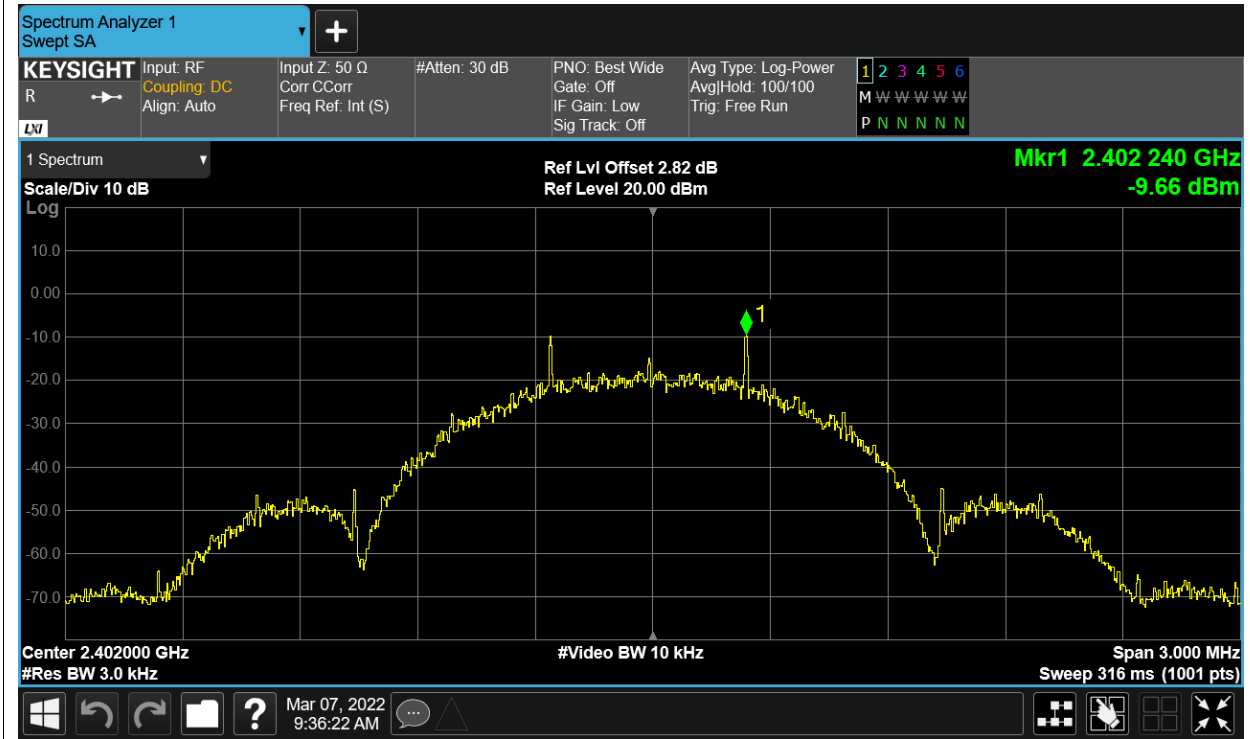 Spectrum Analyzer 1
Swept SA
KEYSIGHT
R
LXI
Input: RF
Coupling: DC
Align: Auto
Input Z: 50 Ω
Corr CCorr
Freq Ref: Int (S)
#Atten: 30 dB
PNO: Best Wide
Gate: Off
IF Gain: Low
Sig Track: Off
Avg Type: Log-Power
Avg|Hold: 100/100
Trig: Free Run
1 2 3 4 5 6
M W W W W W
P N N N N N
1 Spectrum
Scale/Div 10 dB
Log
Ref Lvl Offset 2.82 dB
Ref Level 20.00 dBm
Mkr1 2.402 240 GHz
-9.66 dBm
10.0
0.00
1
-10.0
-20.0
-30.0
-40.0
-50.0
-60.0
-70.0
Center 2.402000 GHz
#Video BW 10 kHz
Span 3.000 MHz
#Res BW 3.0 kHz
Sweep 316 ms (1001 pts)
?
Mar 07, 2022
9:36:22 AM